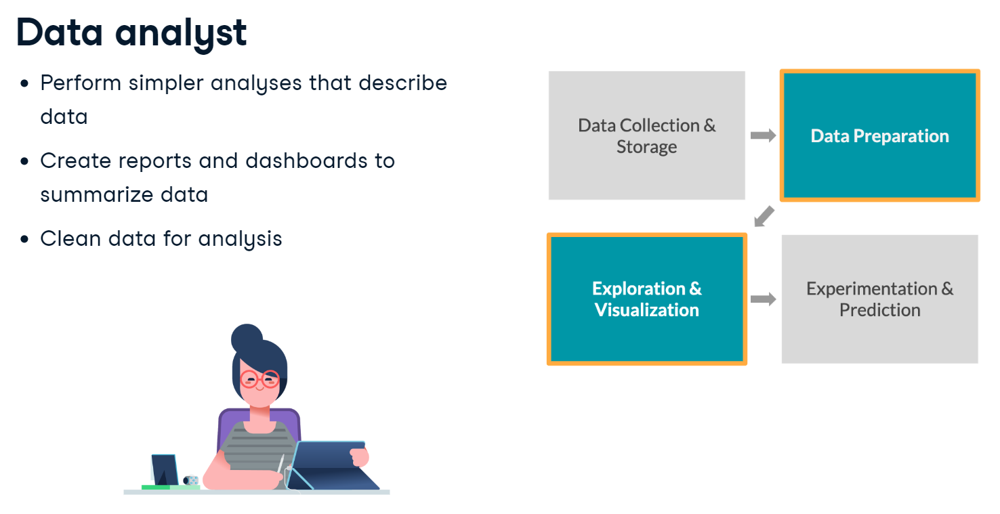 Data analyst
Perform simpler analyses that describe
data
Create reports and dashboards to
summarize data
Clean data for analysis
Data Collection &
Storage
Data Preparation
Exploration &
Visualization
Experimentation &
Prediction